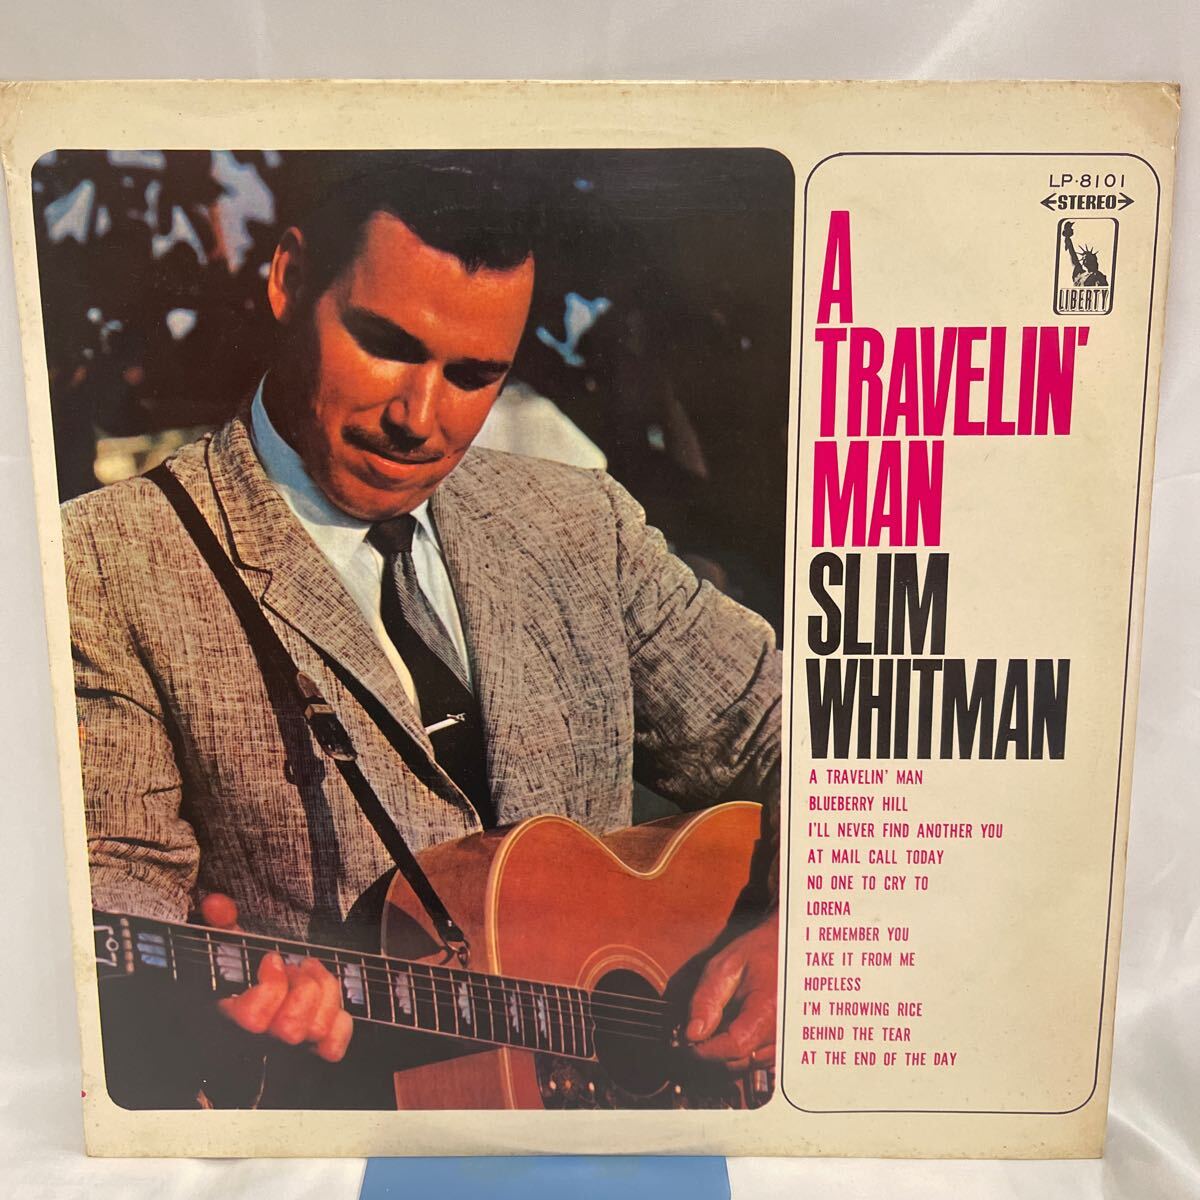 LP·8101
STEREO
LIBERTY
A
TRAVELIN'
MAN
SLIM
WHITMAN
A TRAVELIN' MAN
BLUEBERRY HILL
I'LL NEVER FIND ANOTHER YOU
AT MAIL CALL TODAY
NO ONE TO CRY TO
LORENA
I REMEMBER YOU
TAKE IT FROM ME
HOPELESS
I'M THROWING RICE
BEHIND THE TEAR
AT THE END OF THE DAY